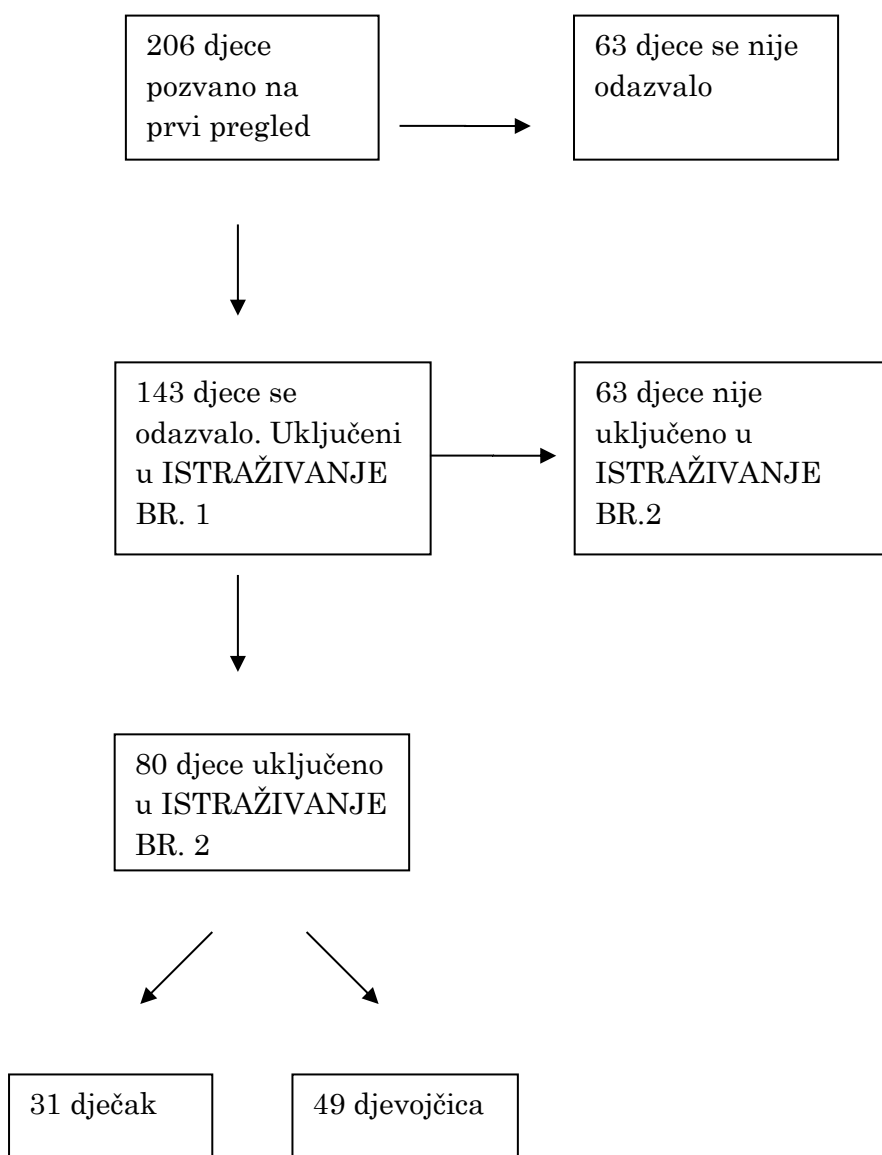 206 djece
pozvano na
prvi pregled
63 djece se nije
odazvalo
143 djece se
odazvalo. Uključeni
u ISTRAŽIVANJE
BR. 1
63 djece nije
uključeno u
ISTRAŽIVANJE
BR.2
80 djece uključeno
u ISTRAŽIVANJE
BR. 2
31 dječak
49 djevojčica